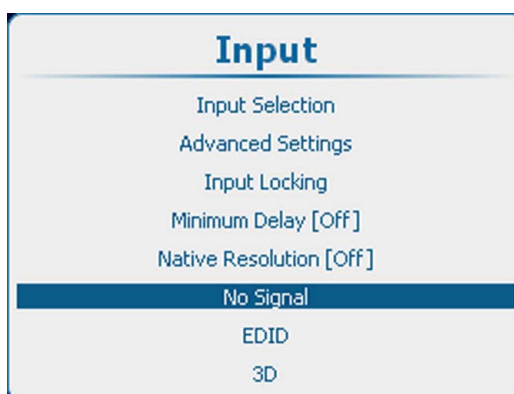 Input
Input Selection
Advanced Settings
Input Locking
Minimum Delay [Off]
Native Resolution [Off]
No Signal
EDID
3D